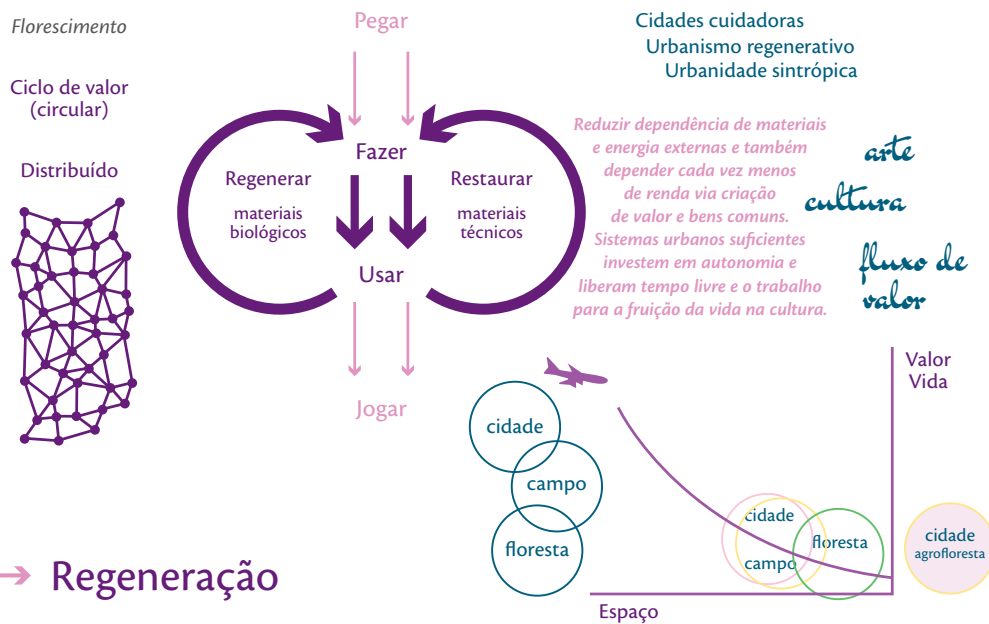 Florescimento
Ciclo de valor
(circular)
Distribuído
Pegar
Fazer
Regenerar
materiais
biológicos
Restaurar
materiais
técnicos
Usar
Jogar
Cidades cuidadoras
Urbanismo regenerativo
Urbanidade sintrópica
Reduzir dependência de materiais
e energia externas e também
depender cada vez menos
de renda via criação
de valor e bens comuns.
Sistemas urbanos suficientes
investem em autonomia e
liberam tempo livre e o trabalho
para a fruição da vida na cultura.
arte
cultura
fluxo de
valor
cidade
campo
floresta
Valor
Vida
cidade
campo
floresta
cidade
agrofloresta
Espaço
Regeneração